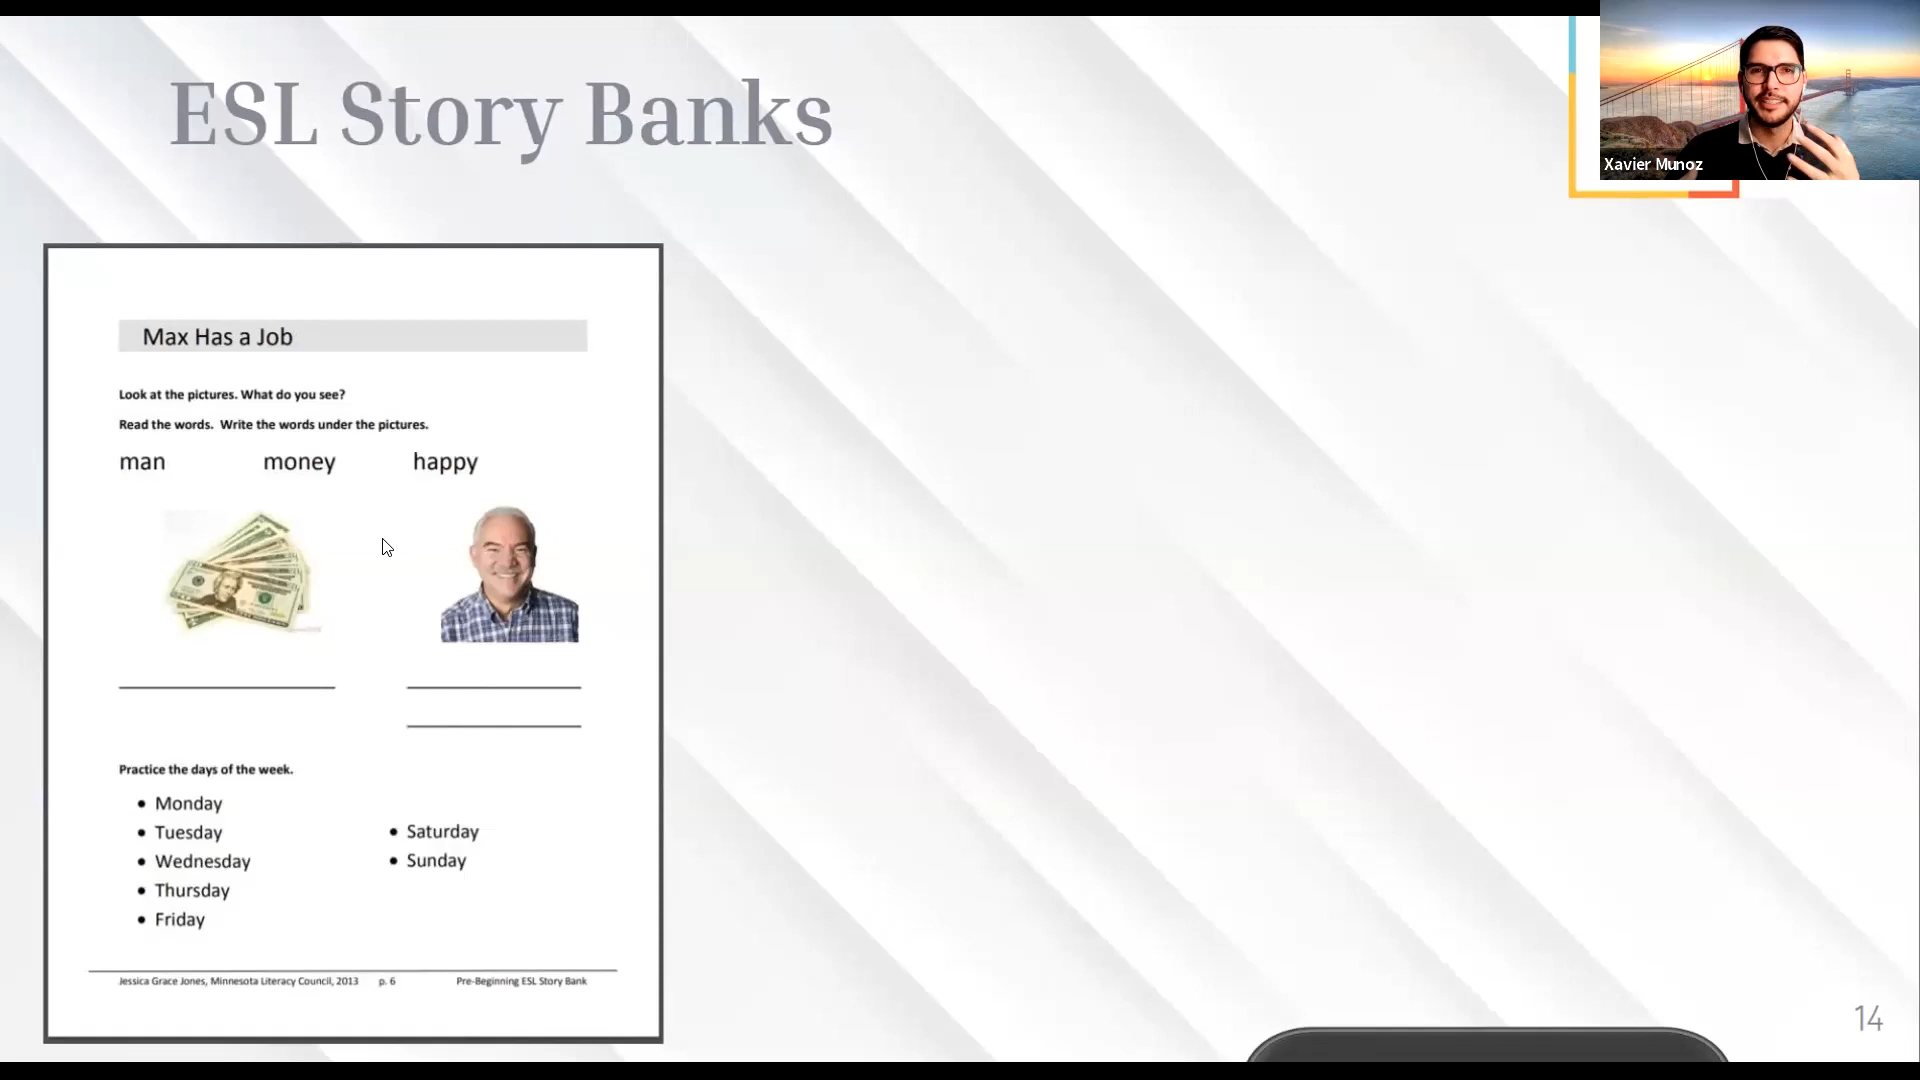 ESL Story Banks
Xavier Munoz
Max Has a Job
Look at the pictures. What do you see?
Read the words. Write the words under the pictures.
man money happy
Practice the days of the week.
• Monday
• Tuesday
• Wednesday
• Thursday
• Friday
• Saturday
• Sunday
Jessica Grace Jones, Minnesota Literacy Council, 2013 p. 6 Pre-Beginning ESL Story Bank
14